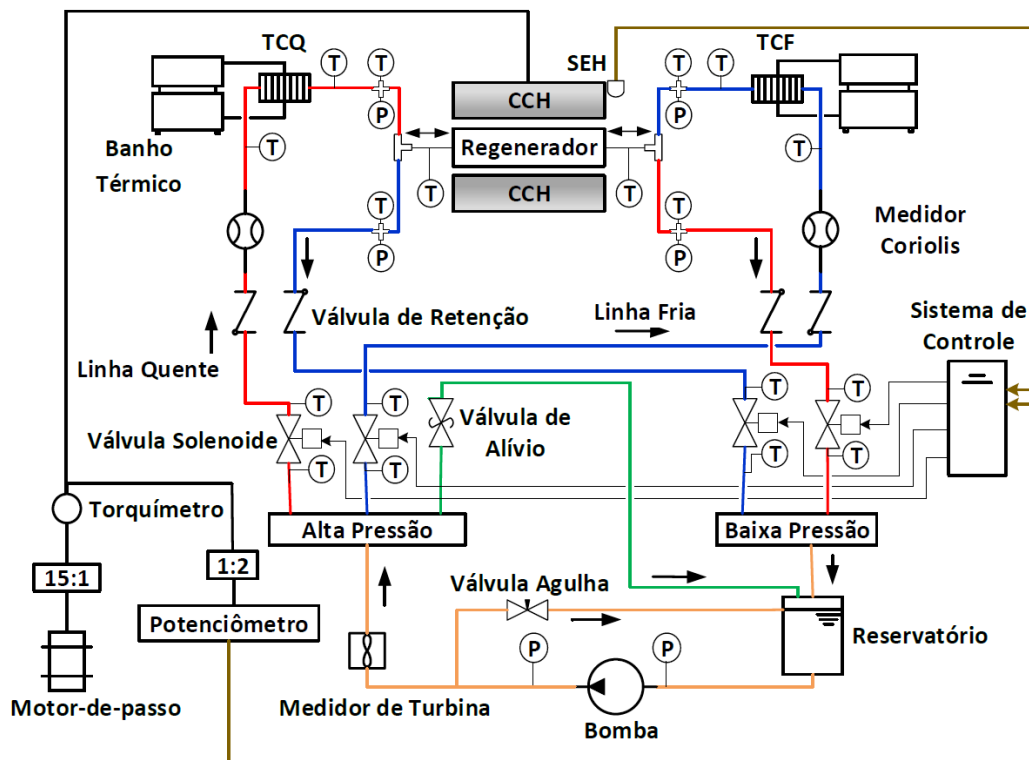 TCQ
SEH
TCF
T
T
T
T
CCH
P
P
Banho
Térmico
T
Regenerador
T
T
T
CCH
T
T
P
P
Medidor
Coriolis
Válvula de Retenção
Linha Fria
Sistema de
Controle
Linha Quente
T
T
T
T
Válvula Solenoide
Válvula de
Alívio
T
T
T
T
Torquímetro
Alta Pressão
Baixa Pressão
15:1
1:2
Válvula Agulha
Potenciômetro
Reservatório
P
P
Motor-de-passo
Medidor de Turbina
Bomba